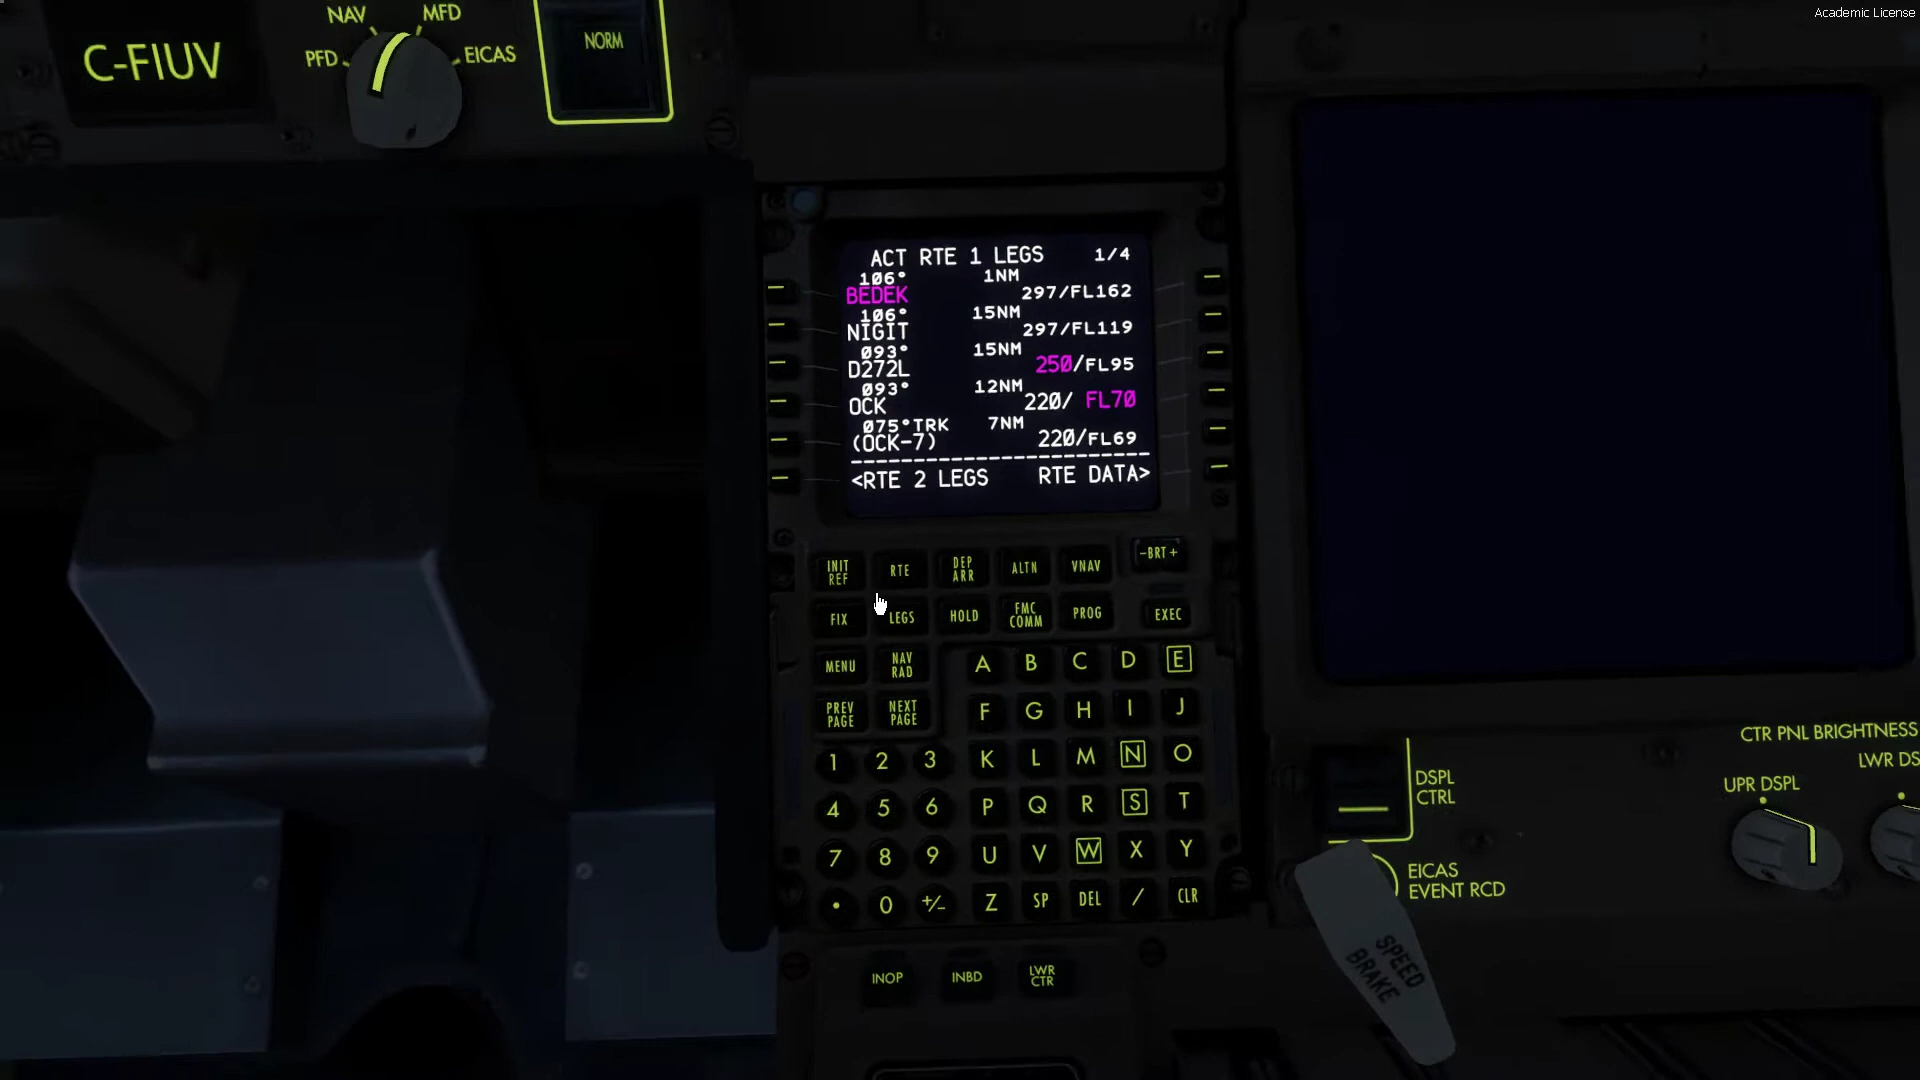 Academic License
C-FIUV
NAV
MFD
PFD
EICAS
NORM
ACT RTE 1 LEGS 1/4
106° 1NM
BEDEK 297/FL162
106° 15NM
NIGIT 297/FL119
093° 15NM
D272L 250/FL95
093° 12NM
OCK 220/ FL70
075°TRK 7NM
(OCK-7) 220/FL69
--------------------
<RTE 2 LEGS RTE DATA>
INIT REF
RTE
DEP ARR
ALTN
VNAV
-BRT+
FIX
LEGS
HOLD
FMC COMM
PROG
EXEC
MENU
NAV RAD
A B C D E
PREV PAGE
NEXT PAGE
F G H I J
1 2 3 K L M N O
4 5 6 P Q R S T
7 8 9 U V W X Y
. 0 +/- Z SP DEL / CLR
INOP
INBD
LWR CTR
CTR PNL BRIGHTNESS
UPR DSPL
LWR DS
DSPL
CTRL
EICAS
EVENT RCD
SPEED
BRAKE